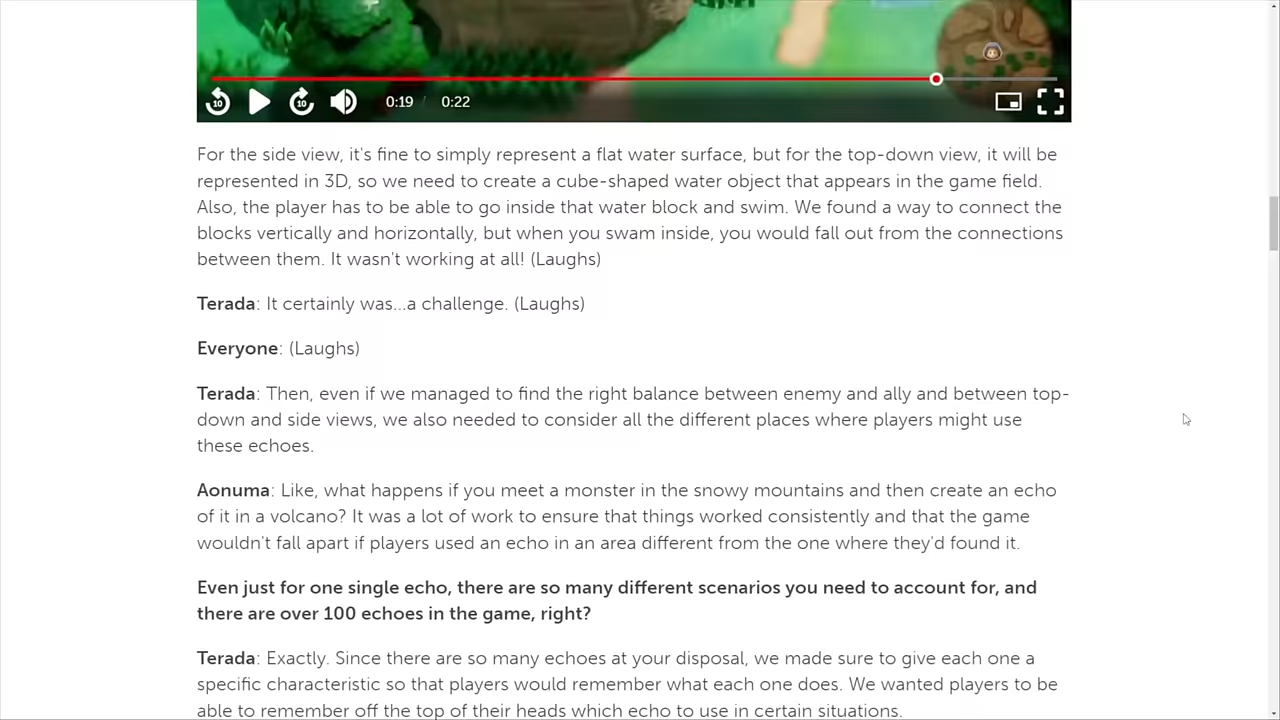 10
10
0:19 / 0:22
For the side view, it's fine to simply represent a flat water surface, but for the top-down view, it will be
represented in 3D, so we need to create a cube-shaped water object that appears in the game field.
Also, the player has to be able to go inside that water block and swim. We found a way to connect the
blocks vertically and horizontally, but when you swam inside, you would fall out from the connections
between them. It wasn't working at all! (Laughs)
Terada: It certainly was...a challenge. (Laughs)
Everyone: (Laughs)
Terada: Then, even if we managed to find the right balance between enemy and ally and between top-
down and side views, we also needed to consider all the different places where players might use
these echoes.
Aonuma: Like, what happens if you meet a monster in the snowy mountains and then create an echo
of it in a volcano? It was a lot of work to ensure that things worked consistently and that the game
wouldn't fall apart if players used an echo in an area different from the one where they'd found it.
Even just for one single echo, there are so many different scenarios you need to account for, and
there are over 100 echoes in the game, right?
Terada: Exactly. Since there are so many echoes at your disposal, we made sure to give each one a
specific characteristic so that players would remember what each one does. We wanted players to be
able to remember off the top of their heads which echo to use in certain situations.